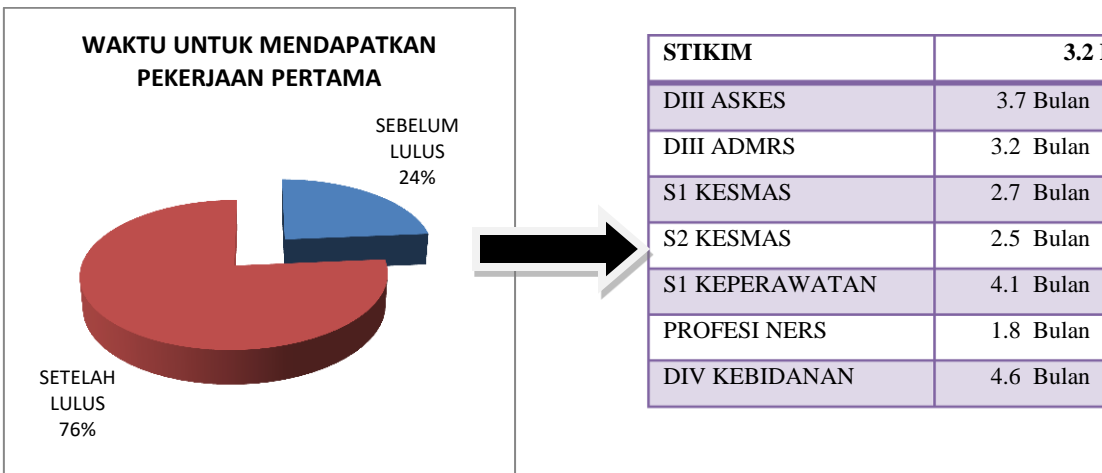 WAKTU UNTUK MENDAPATKAN
PEKERJAAN PERTAMA
SEBELUM
LULUS
24%
SETELAH
LULUS
76%
STIKIM 3.2
DIII ASKES 3.7 Bulan
DIII ADMRS 3.2 Bulan
S1 KESMAS 2.7 Bulan
S2 KESMAS 2.5 Bulan
S1 KEPERAWATAN 4.1 Bulan
PROFESI NERS 1.8 Bulan
DIV KEBIDANAN 4.6 Bulan